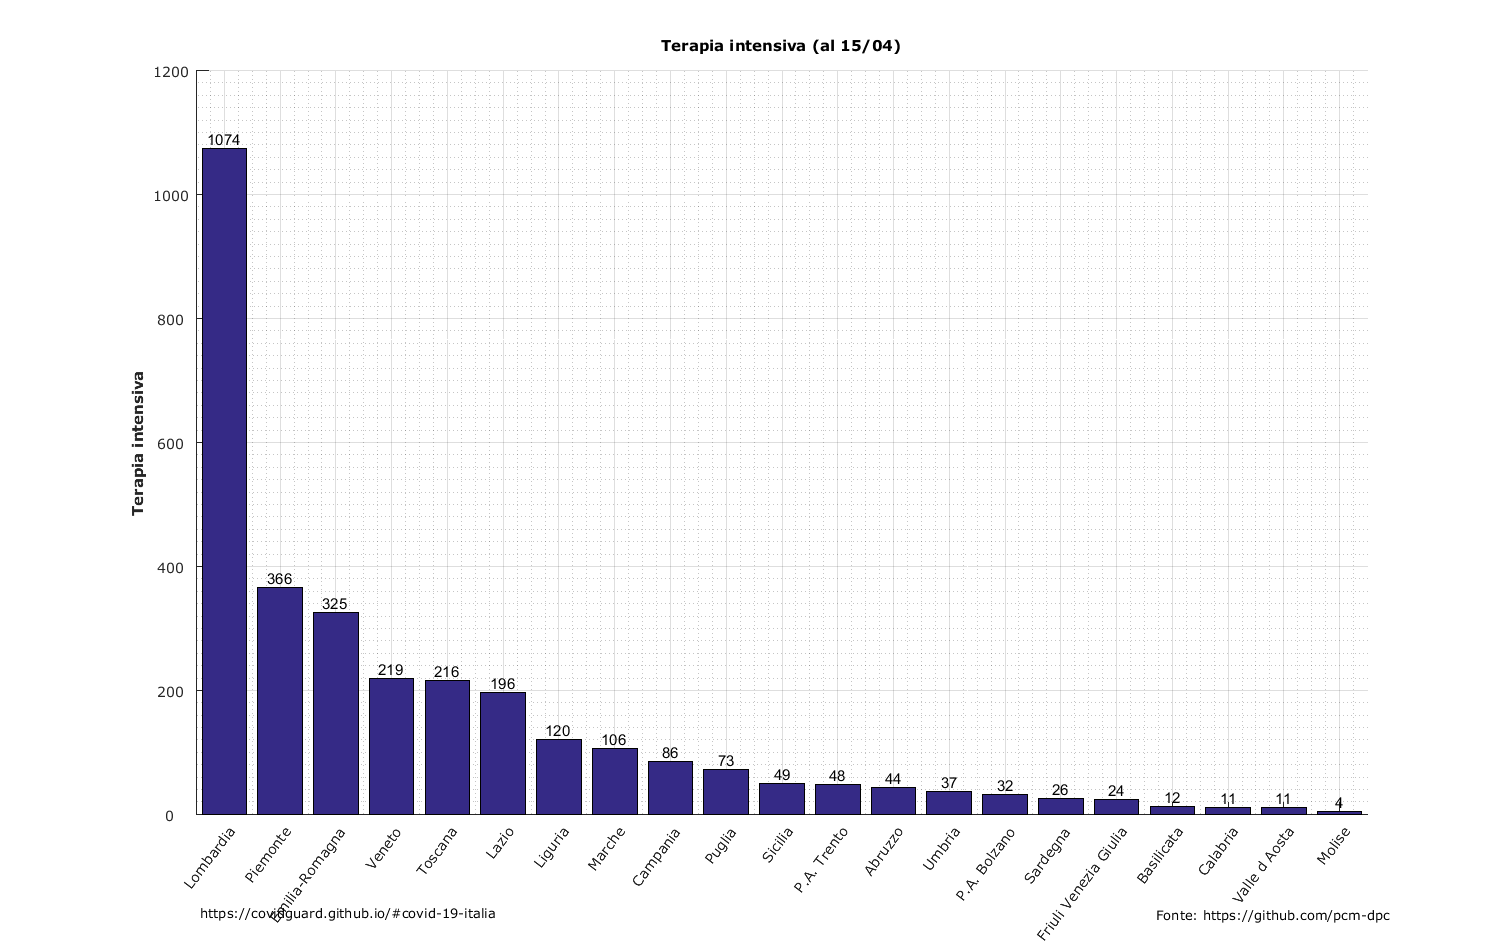 Terapia intensiva (al 15/04)
Terapia intensiva
1200
1000
800
600
400
200
0
1074
366
325
219
216
196
120
106
86
73
49
48
44
37
32
26
24
12
11
11
4
Lombardia
Piemonte
Emilia-Romagna
Veneto
Toscana
Lazio
Liguria
Marche
Campania
Puglia
Sicilia
P.A. Trento
Abruzzo
Umbria
P.A. Bolzano
Sardegna
Friuli Venezia Giulia
Basilicata
Calabria
Valle d Aosta
Molise
https://covidguard.github.io/#covid-19-italia
Fonte: https://github.com/pcm-dpc